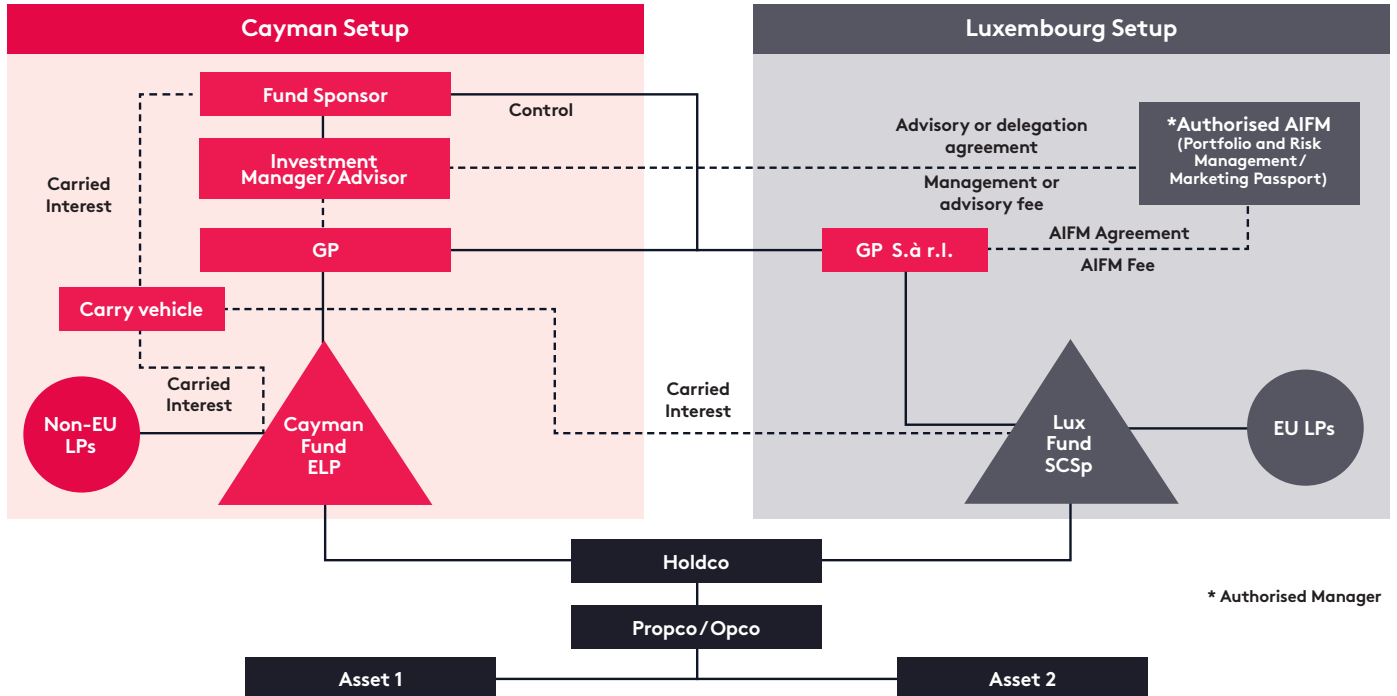 Cayman Setup
Luxembourg Setup
Fund Sponsor
Control
Investment
Manager/Advisor
Advisory or delegation
agreement
*Authorised AIFM
(Portfolio and Risk
Management/
Marketing Passport)
Management or
advisory fee
Carried
Interest
GP
GP S.à r.l.
AIFM Agreement
AIFM Fee
Carry vehicle
Carried
Interest
Carried
Interest
Non-EU
LPs
Cayman
Fund
ELP
Lux
Fund
SCSp
EU LPs
Holdco
* Authorised Manager
Propco/Opco
Asset 1
Asset 2